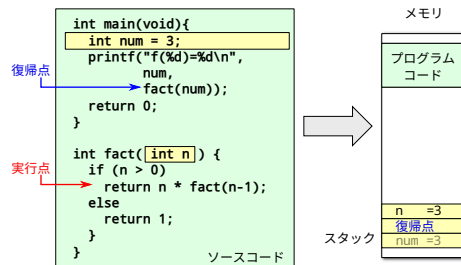 int main(void){
int num = 3;
printf("f(%d)=%d\n",
num,
fact(num));
return 0;
}
int fact( int n ) {
if (n > 0)
return n * fact(n-1);
else
return 1;
}
}
ソースコード
復帰点
実行点
メモリ
プログラム
コード
スタック
n =3
復帰点
num =3